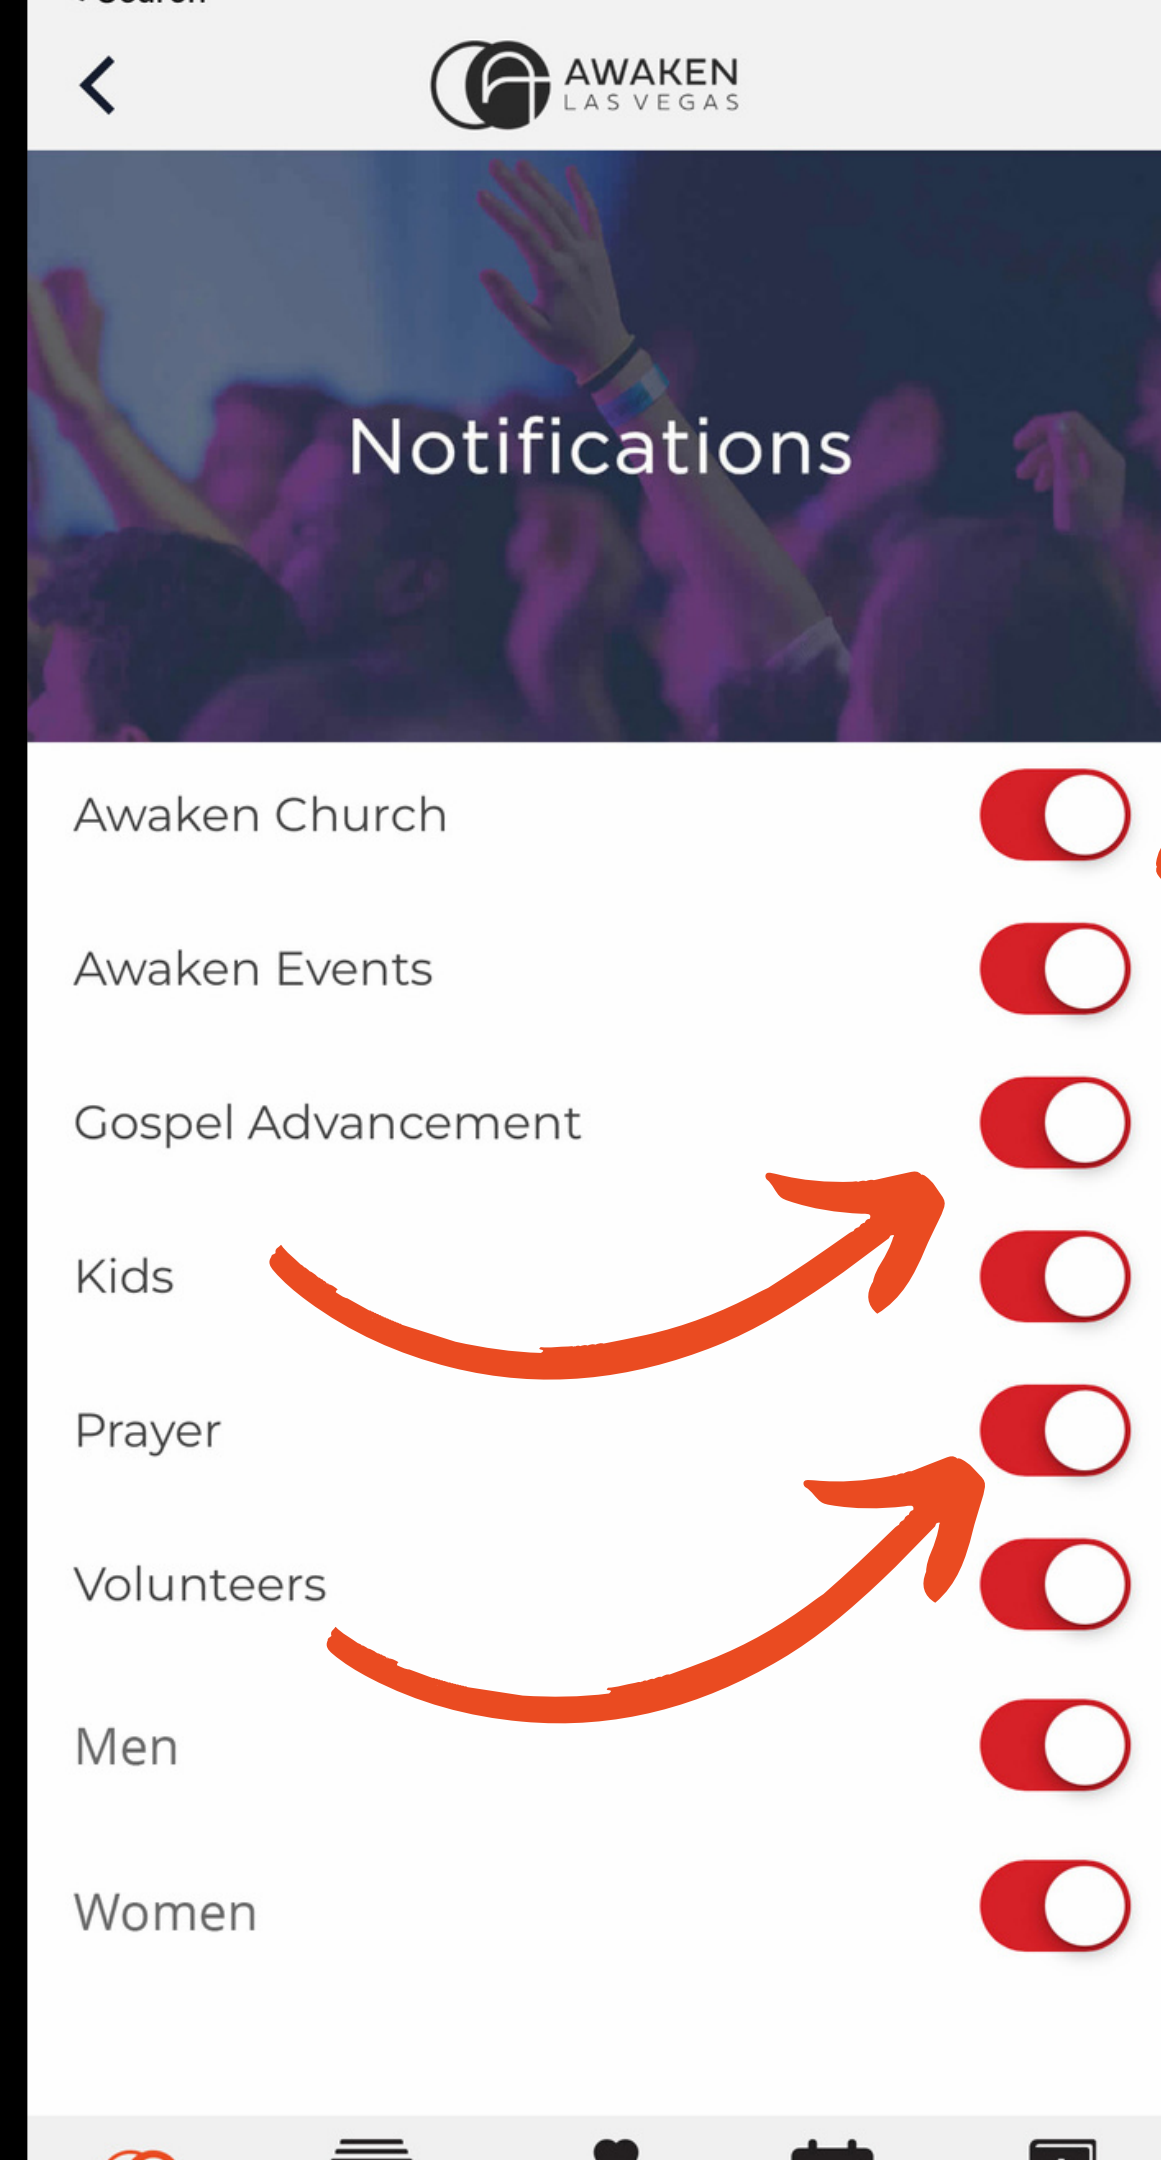 AWAKEN
LAS VEGAS
Notifications
Awaken Church
Awaken Events
Gospel Advancement
Kids
Prayer
Volunteers
Men
Women